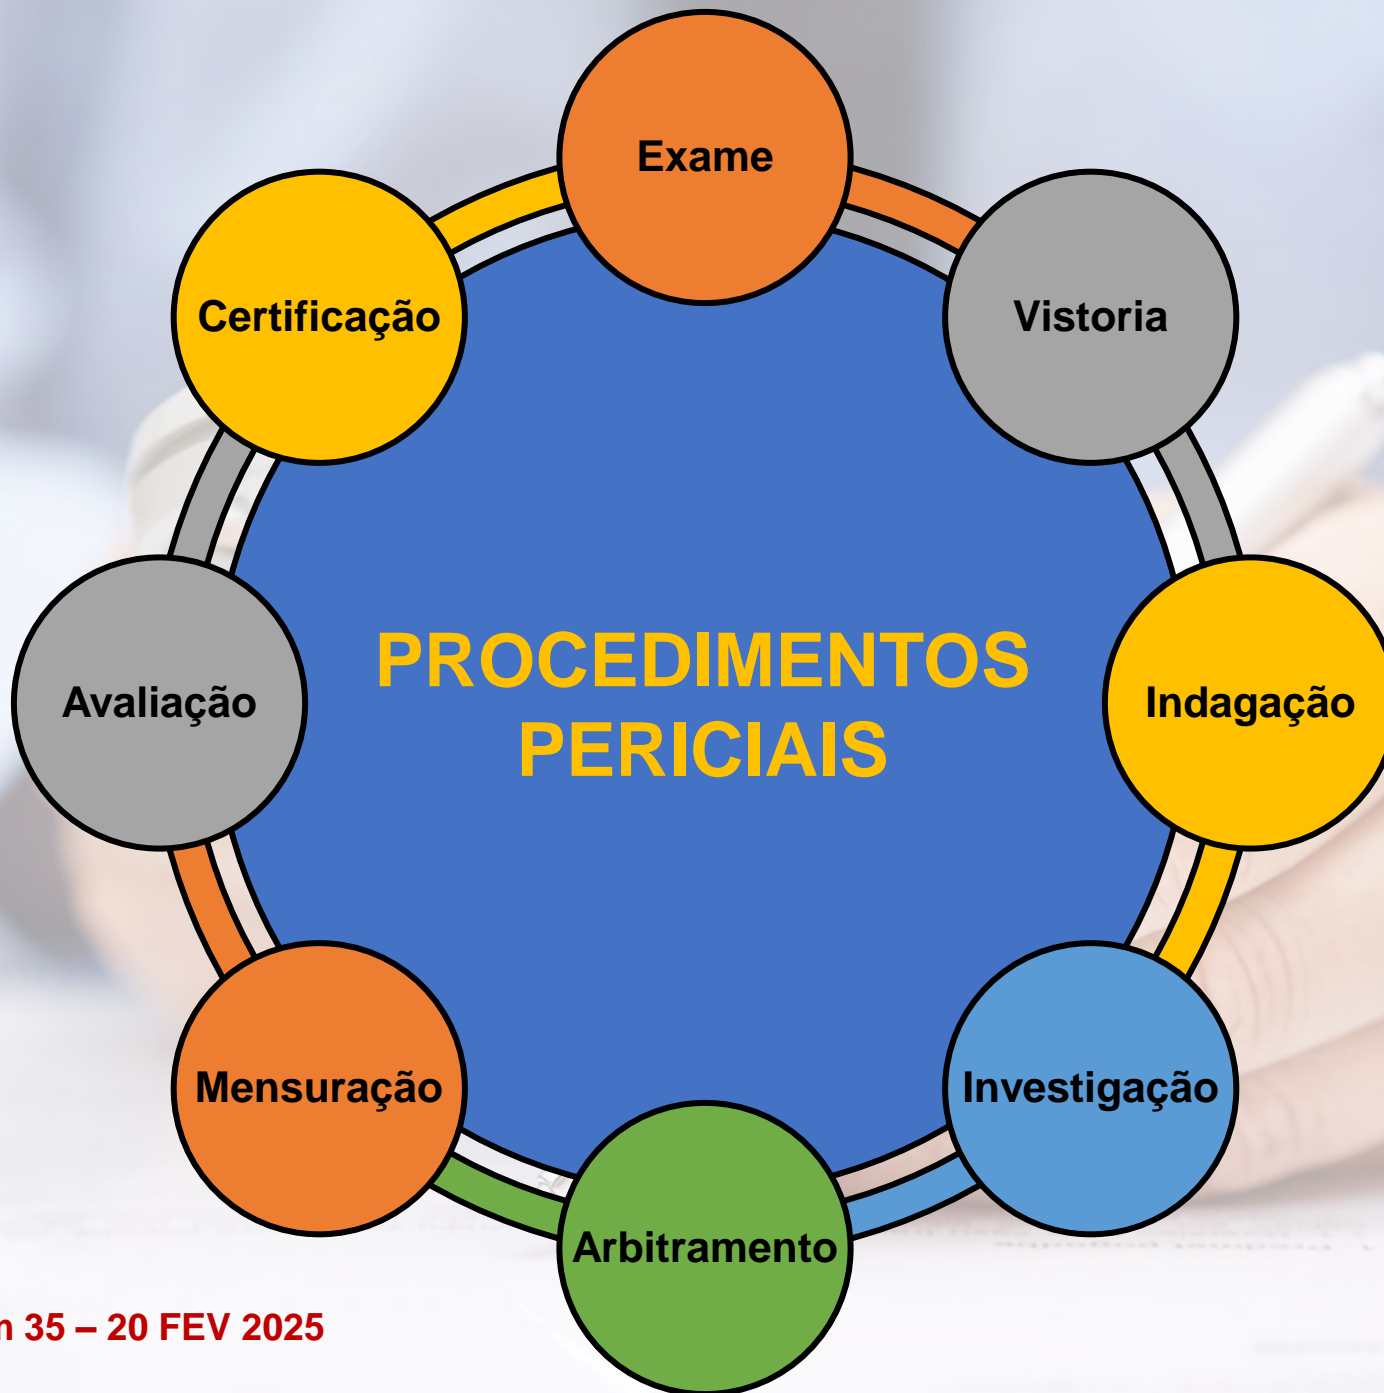 Exame
Vistoria
Indagação
Investigação
Arbitramento
Mensuração
Avaliação
Certificação
PROCEDIMENTOS
PERICIAIS
35 – 20 FEV 2025